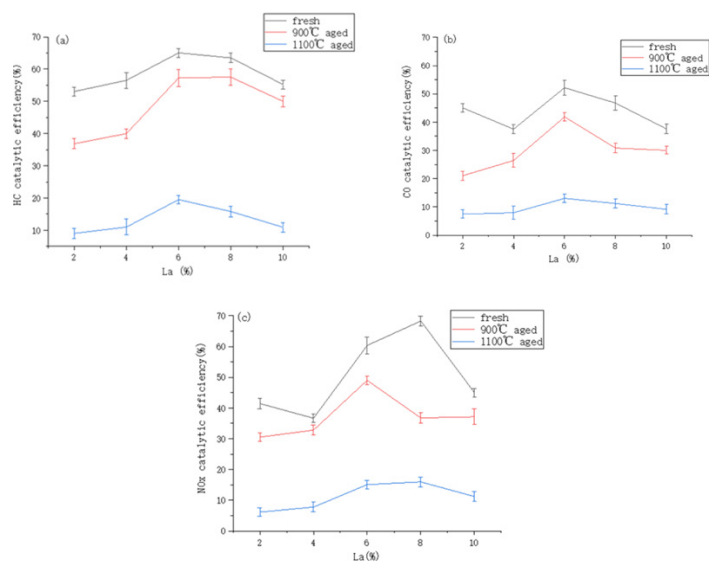 (a)
fresh
900℃ aged
1100℃ aged
HC catalytic efficiency(%)
70
60
50
40
30
20
10
2 4 6 8 10
La (%)
(b)
fresh
900℃ aged
1100℃ aged
CO catalytic efficiency(%)
70
60
50
40
30
20
10
0
2 4 6 8 10
La (%)
(c)
fresh
900℃ aged
1100℃ aged
NOx catalytic efficiency(%)
70
60
50
40
30
20
10
0
2 4 6 8 10
La(%)